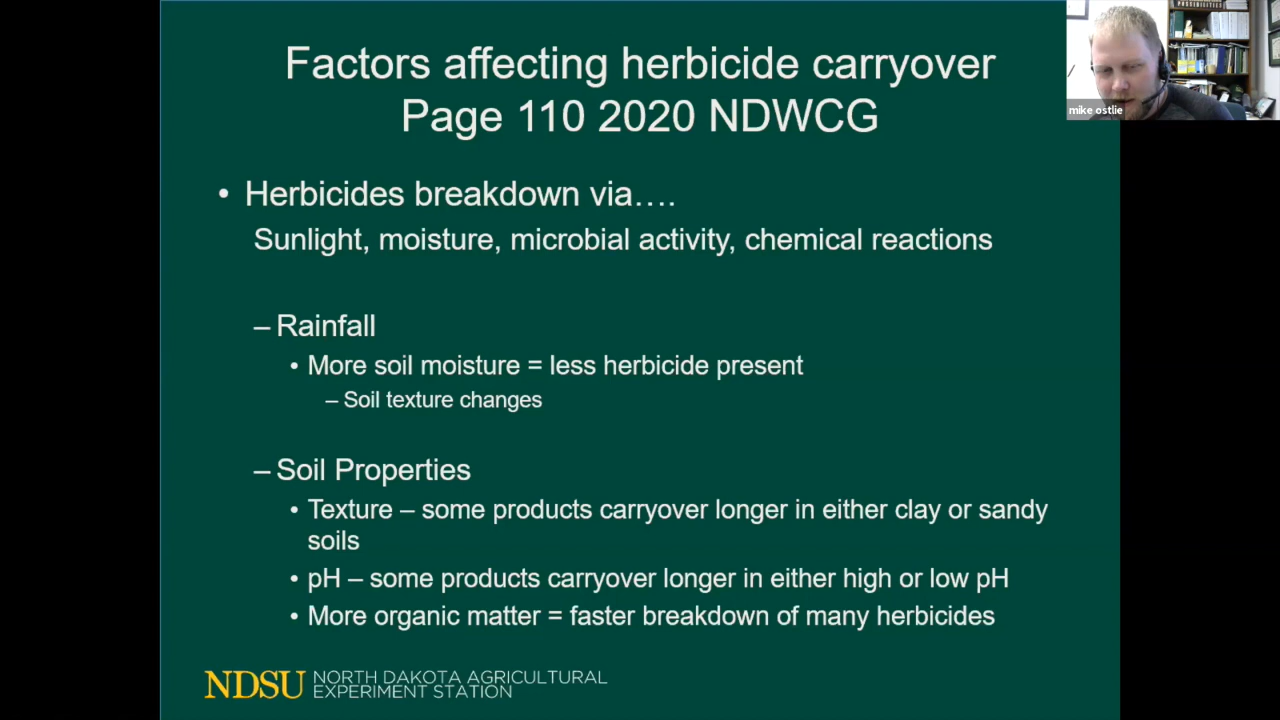 Factors affecting herbicide carryover
Page 110 2020 NDWCG
• Herbicides breakdown via….
Sunlight, moisture, microbial activity, chemical reactions
– Rainfall
• More soil moisture = less herbicide present
– Soil texture changes
– Soil Properties
• Texture – some products carryover longer in either clay or sandy
soils
• pH – some products carryover longer in either high or low pH
• More organic matter = faster breakdown of many herbicides
NDSU NORTH DAKOTA AGRICULTURAL
EXPERIMENT STATION
POSSIBILITIES
mike ostlie